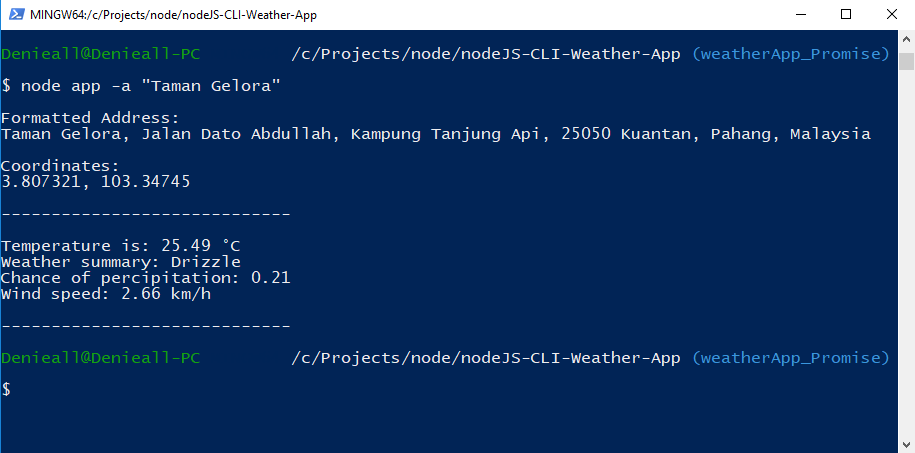 MINGW64:/c/Projects/node/nodeJS-CLI-Weather-App
Denieall@Denieall-PC /c/Projects/node/nodeJS-CLI-Weather-App (weatherApp_Promise)
$ node app -a "Taman Gelora"
Formatted Address:
Taman Gelora, Jalan Dato Abdullah, Kampung Tanjung Api, 25050 Kuantan, Pahang, Malaysia
Coordinates:
3.807321, 103.34745
-----------------------------
Temperature is: 25.49 °C
Weather summary: Drizzle
Chance of percipitation: 0.21
Wind speed: 2.66 km/h
-----------------------------
Denieall@Denieall-PC /c/Projects/node/nodeJS-CLI-Weather-App (weatherApp_Promise)
$